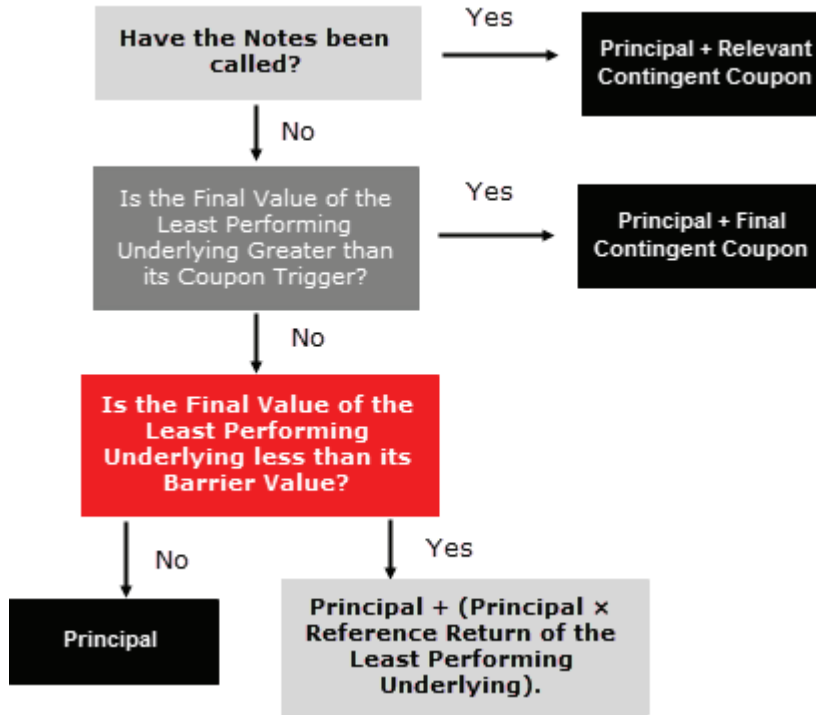 Have the Notes been
called?
Yes
Principal + Relevant
Contingent Coupon
No
Is the Final Value of the
Least Performing
Underlying Greater than
its Coupon Trigger?
Yes
Principal + Final
Contingent Coupon
No
Is the Final Value of the
Least Performing
Underlying less than its
Barrier Value?
No
Yes
Principal
Principal + (Principal ×
Reference Return of the
Least Performing
Underlying).